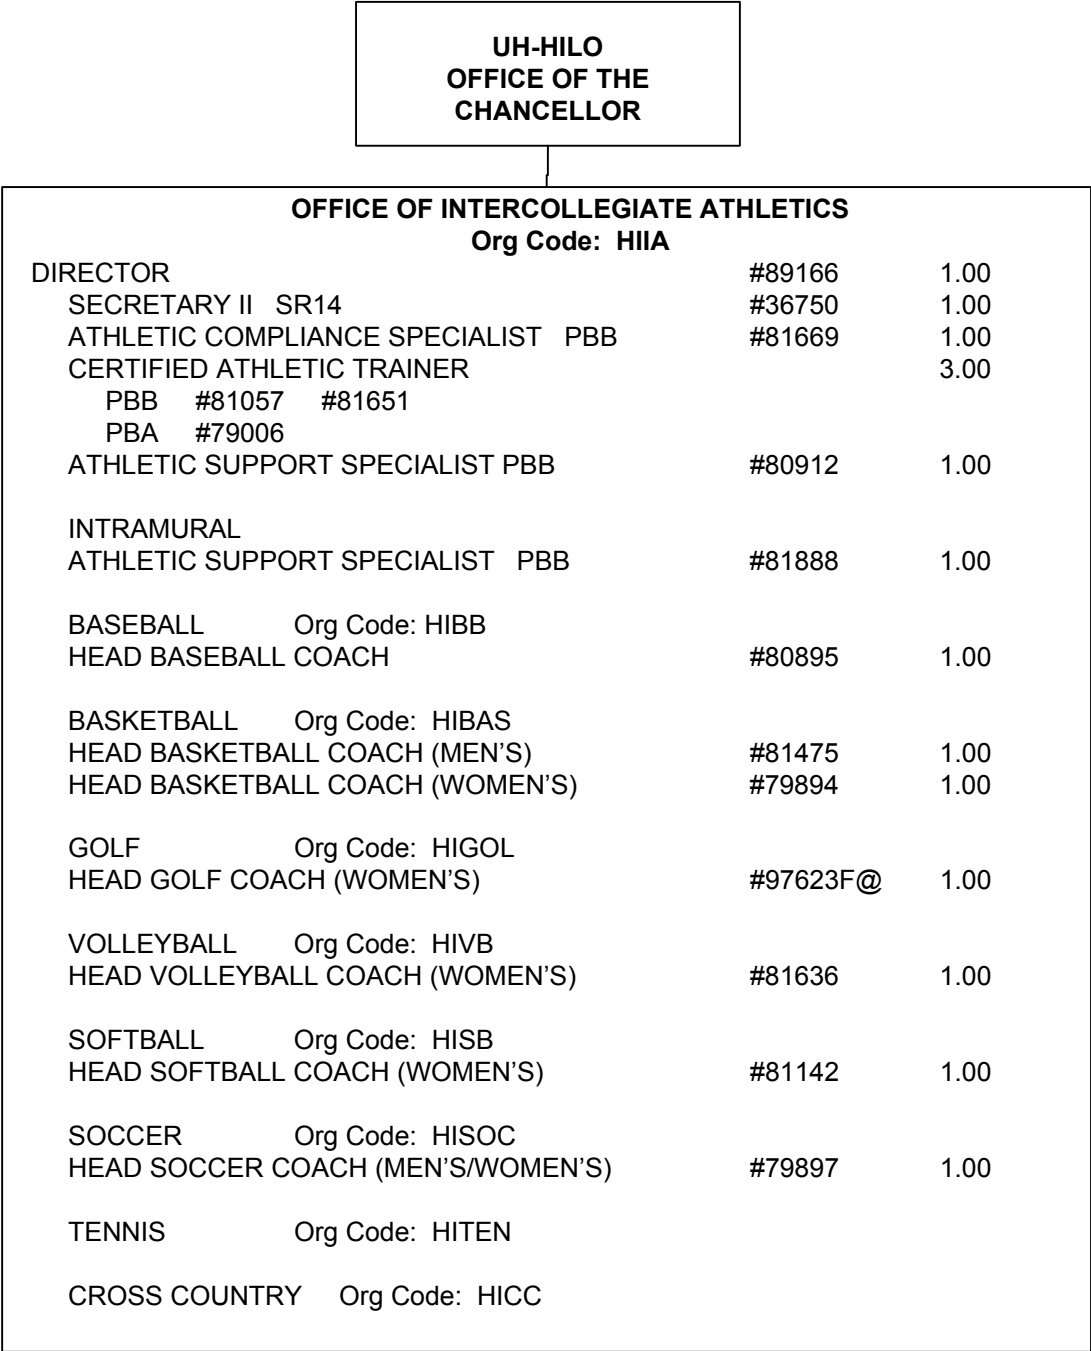 UH-HILO
OFFICE OF THE
CHANCELLOR
OFFICE OF INTERCOLLEGIATE ATHLETICS
Org Code: HIIA
DIRECTOR #89166 1.00
SECRETARY II SR14 #36750 1.00
ATHLETIC COMPLIANCE SPECIALIST PBB #81669 1.00
CERTIFIED ATHLETIC TRAINER 3.00
PBB #81057 #81651
PBA #79006
ATHLETIC SUPPORT SPECIALIST PBB #80912 1.00
INTRAMURAL
ATHLETIC SUPPORT SPECIALIST PBB #81888 1.00
BASEBALL Org Code: HIBB
HEAD BASEBALL COACH #80895 1.00
BASKETBALL Org Code: HIBAS
HEAD BASKETBALL COACH (MEN’S) #81475 1.00
HEAD BASKETBALL COACH (WOMEN’S) #79894 1.00
GOLF Org Code: HIGOL
HEAD GOLF COACH (WOMEN’S) #97623F@ 1.00
VOLLEYBALL Org Code: HIVB
HEAD VOLLEYBALL COACH (WOMEN’S) #81636 1.00
SOFTBALL Org Code: HISB
HEAD SOFTBALL COACH (WOMEN’S) #81142 1.00
SOCCER Org Code: HISOC
HEAD SOCCER COACH (MEN’S/WOMEN’S) #79897 1.00
TENNIS Org Code: HITEN
CROSS COUNTRY Org Code: HICC